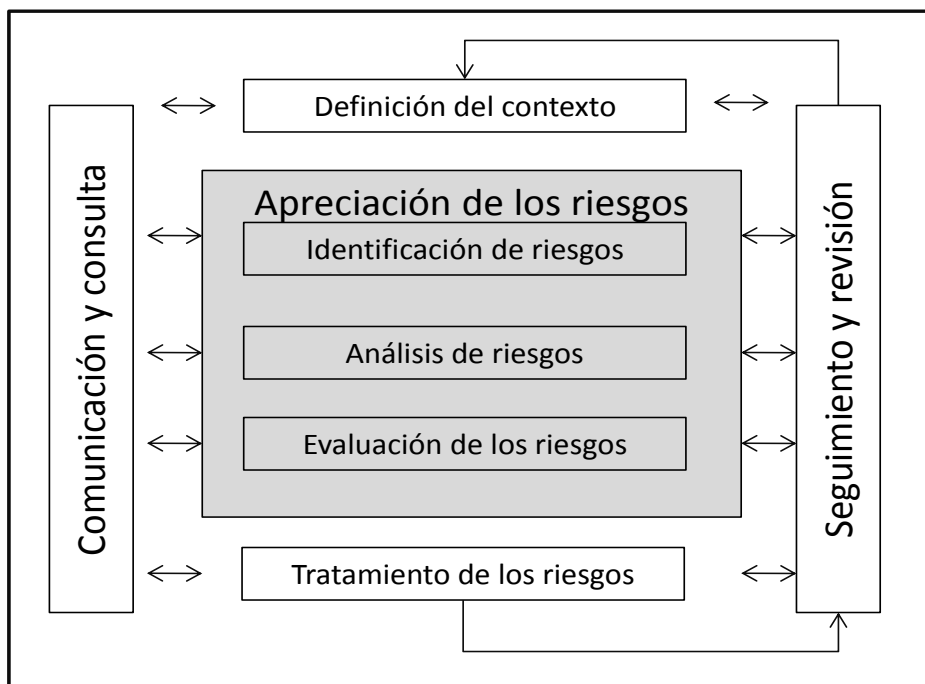 Definición del contexto
Comunicación y consulta
Apreciación de los riesgos
Identificación de riesgos
Análisis de riesgos
Evaluación de los riesgos
Seguimiento y revisión
Tratamiento de los riesgos